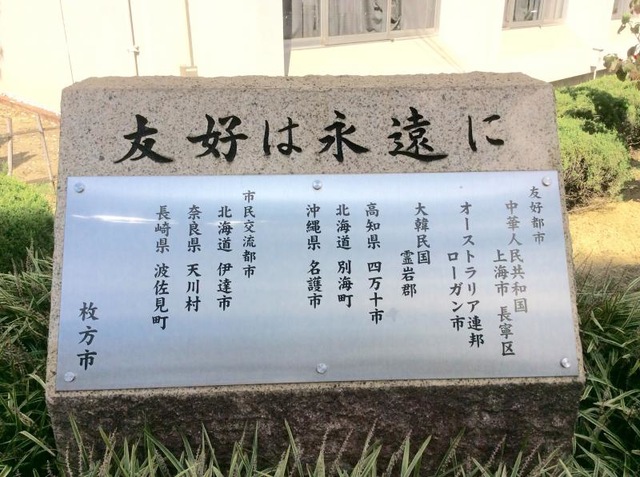 友好は永遠に
友好都市
中華人民共和国
上海市 長寧区
オーストラリア連邦
ローガン市
大韓民国
霊岩郡
高知県 四万十市
北海道 別海町
沖縄県 名護市
市民交流都市
北海道 伊達市
奈良県 天川村
長崎県 波佐見町
枚方市